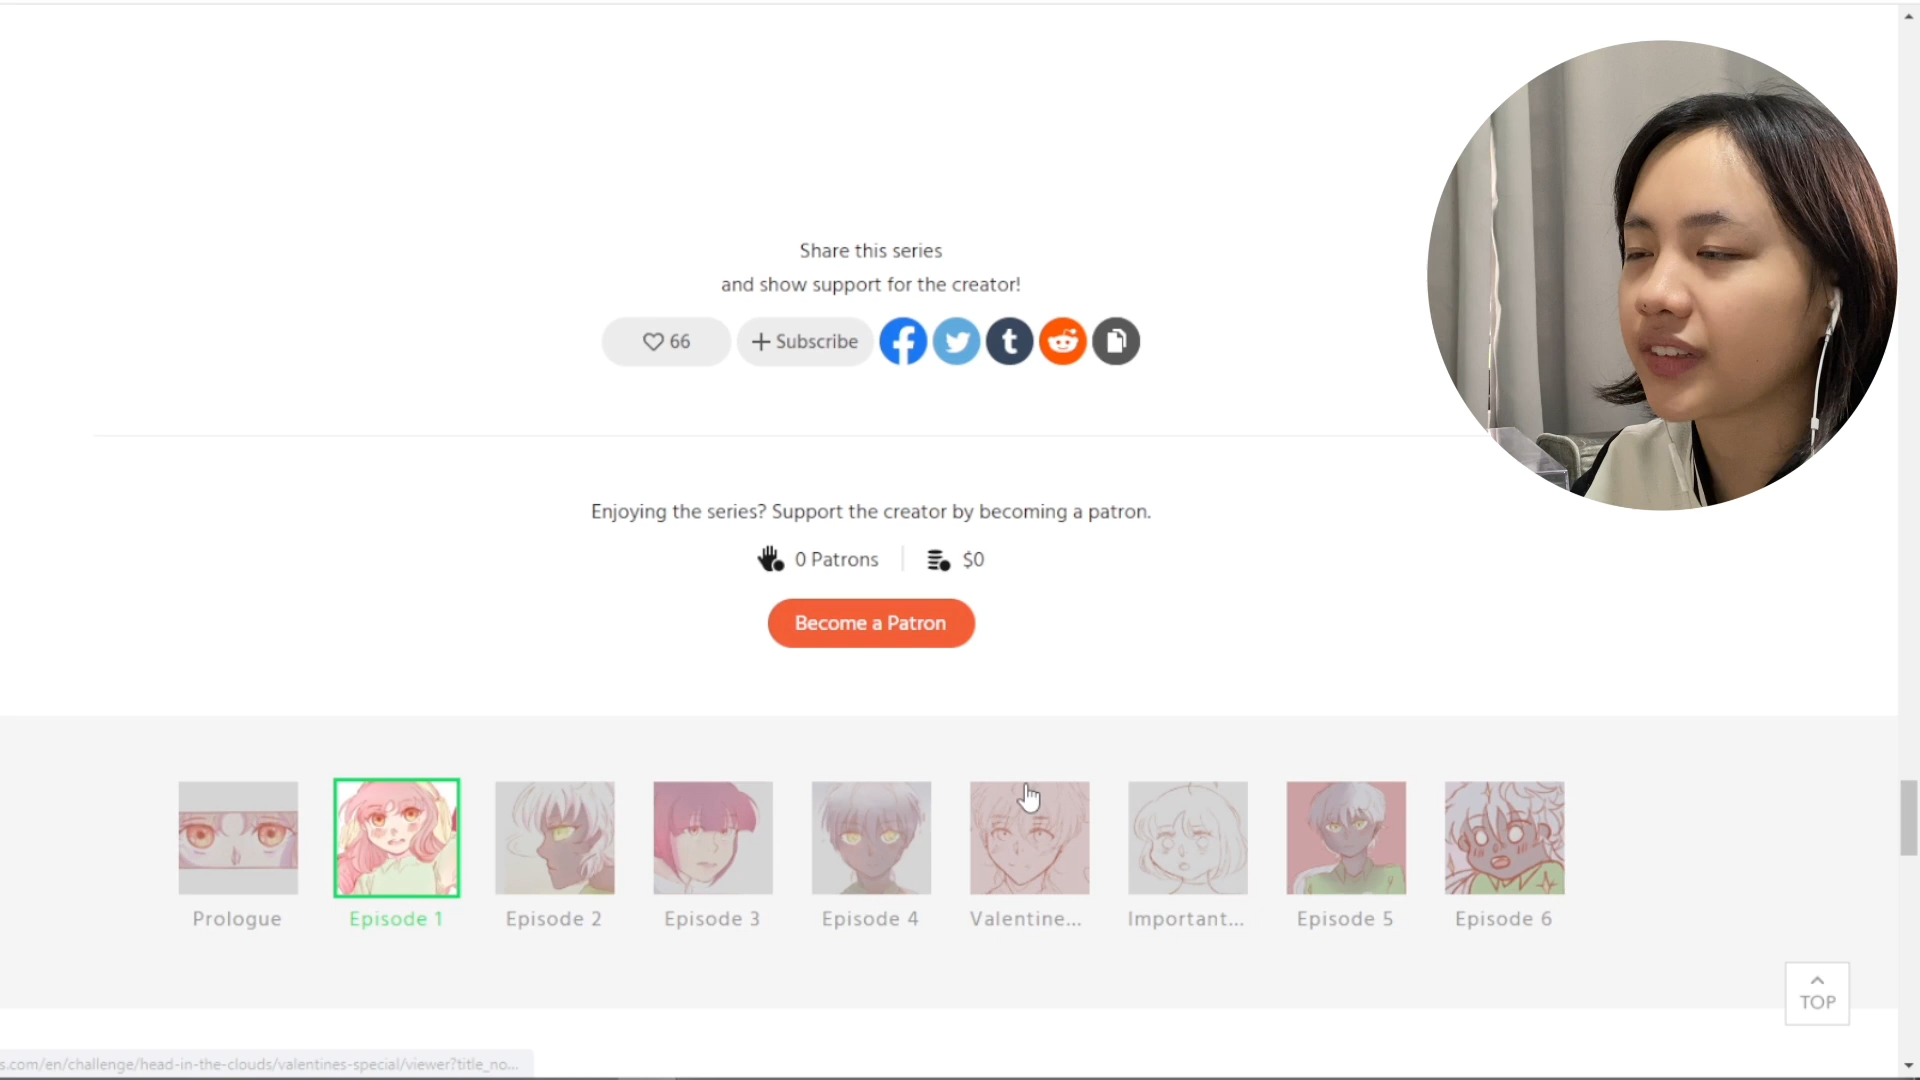 Share this series
and show support for the creator!
66
Subscribe
Enjoying the series? Support the creator by becoming a patron.
0 Patrons
$0
Become a Patron
Prologue
Episode 1
Episode 2
Episode 3
Episode 4
Valentine...
Important...
Episode 5
Episode 6
TOP
s.com/en/challenge/head-in-the-clouds/valentines-special/viewer?title_no...